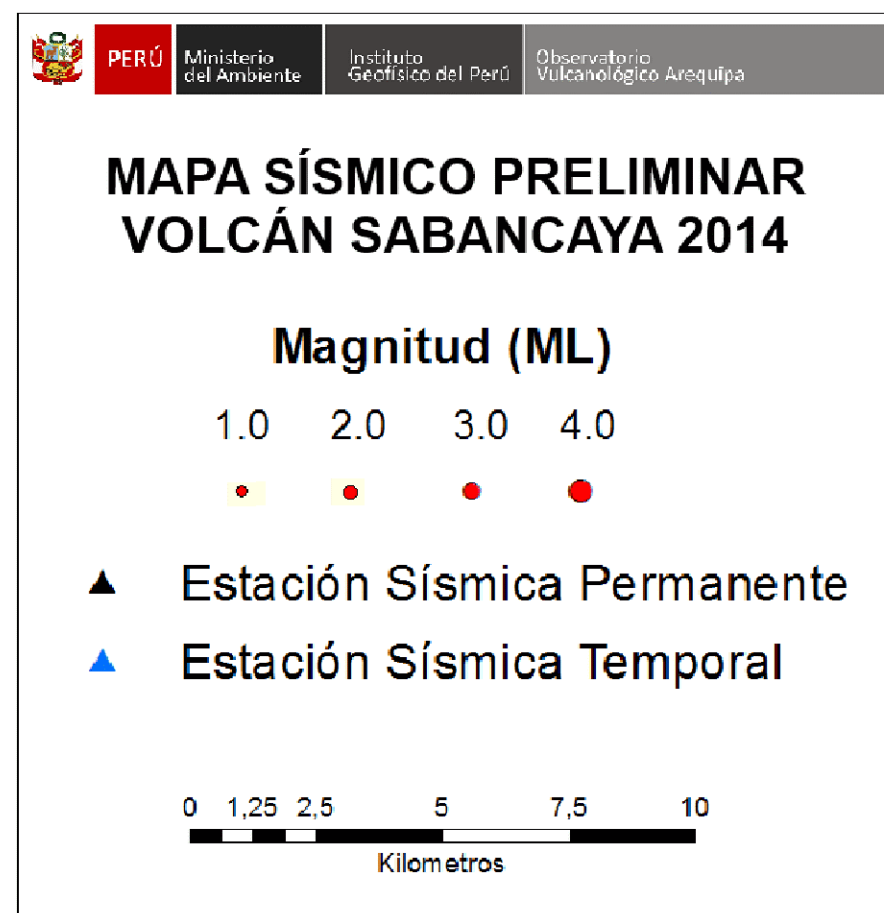 PERÚ
Ministerio
del Ambiente
Instituto
Geofísico del Perú
Observatorio
Vulcanológico Arequipa
MAPA SÍSMICO PRELIMINAR
VOLCÁN SABANCAYA 2014
Magnitud (ML)
1.0 2.0 3.0 4.0
Estación Sísmica Permanente
Estación Sísmica Temporal
0 1,25 2,5 5 7,5 10
Kilometros